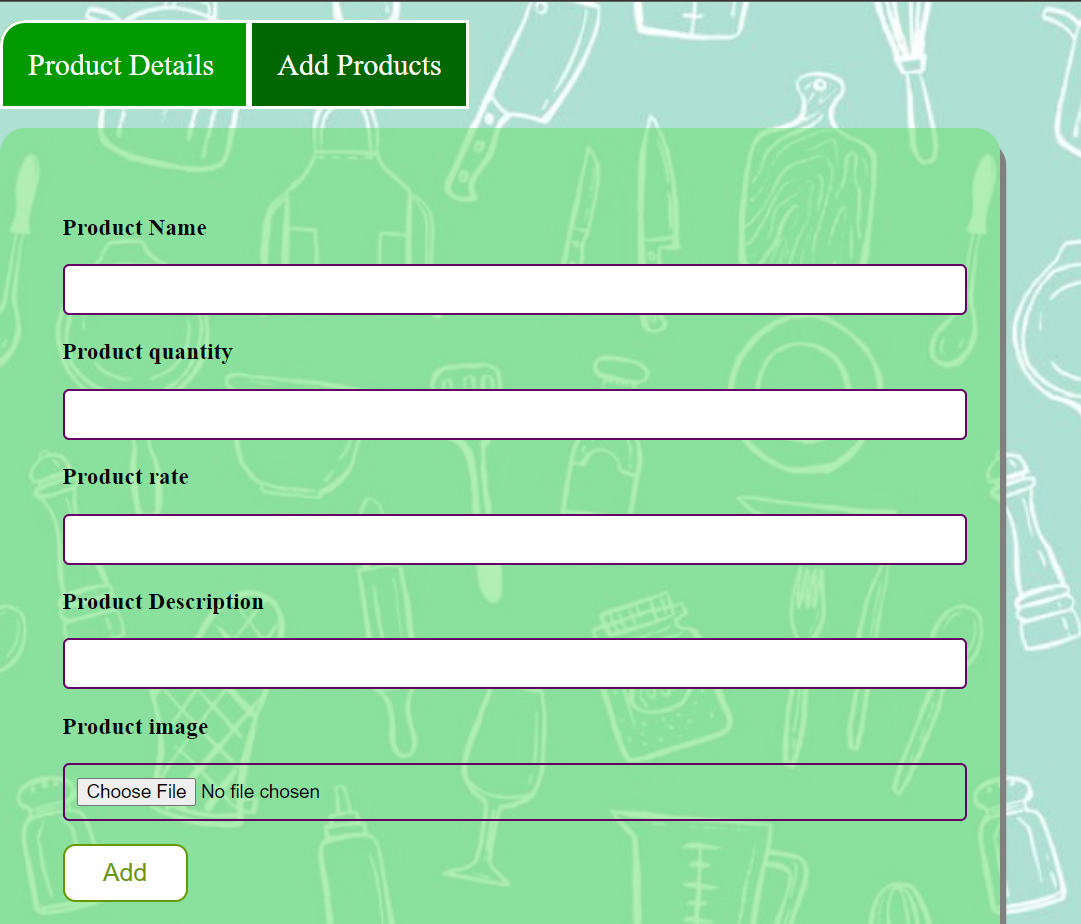 Product Details Add Products
Product Name
Product quantity
Product rate
Product Description
Product image
Choose File No file chosen
Add